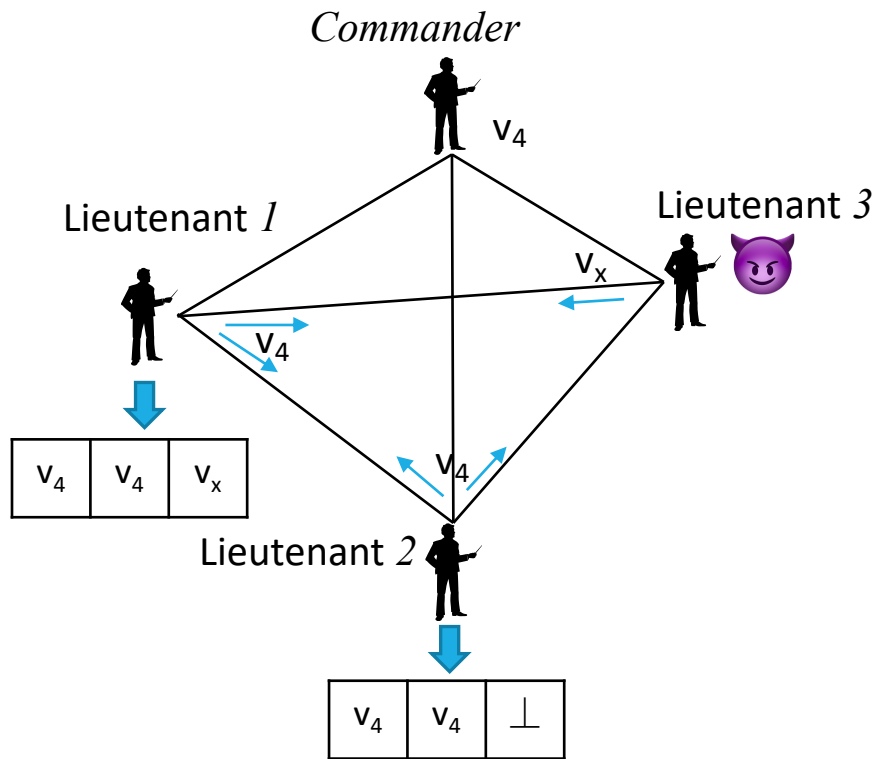 Commander
v₄
Lieutenant 1
Lieutenant 3
vₓ
v₄
v₄ v₄ vₓ
v₄
Lieutenant 2
v₄ v₄ ⊥